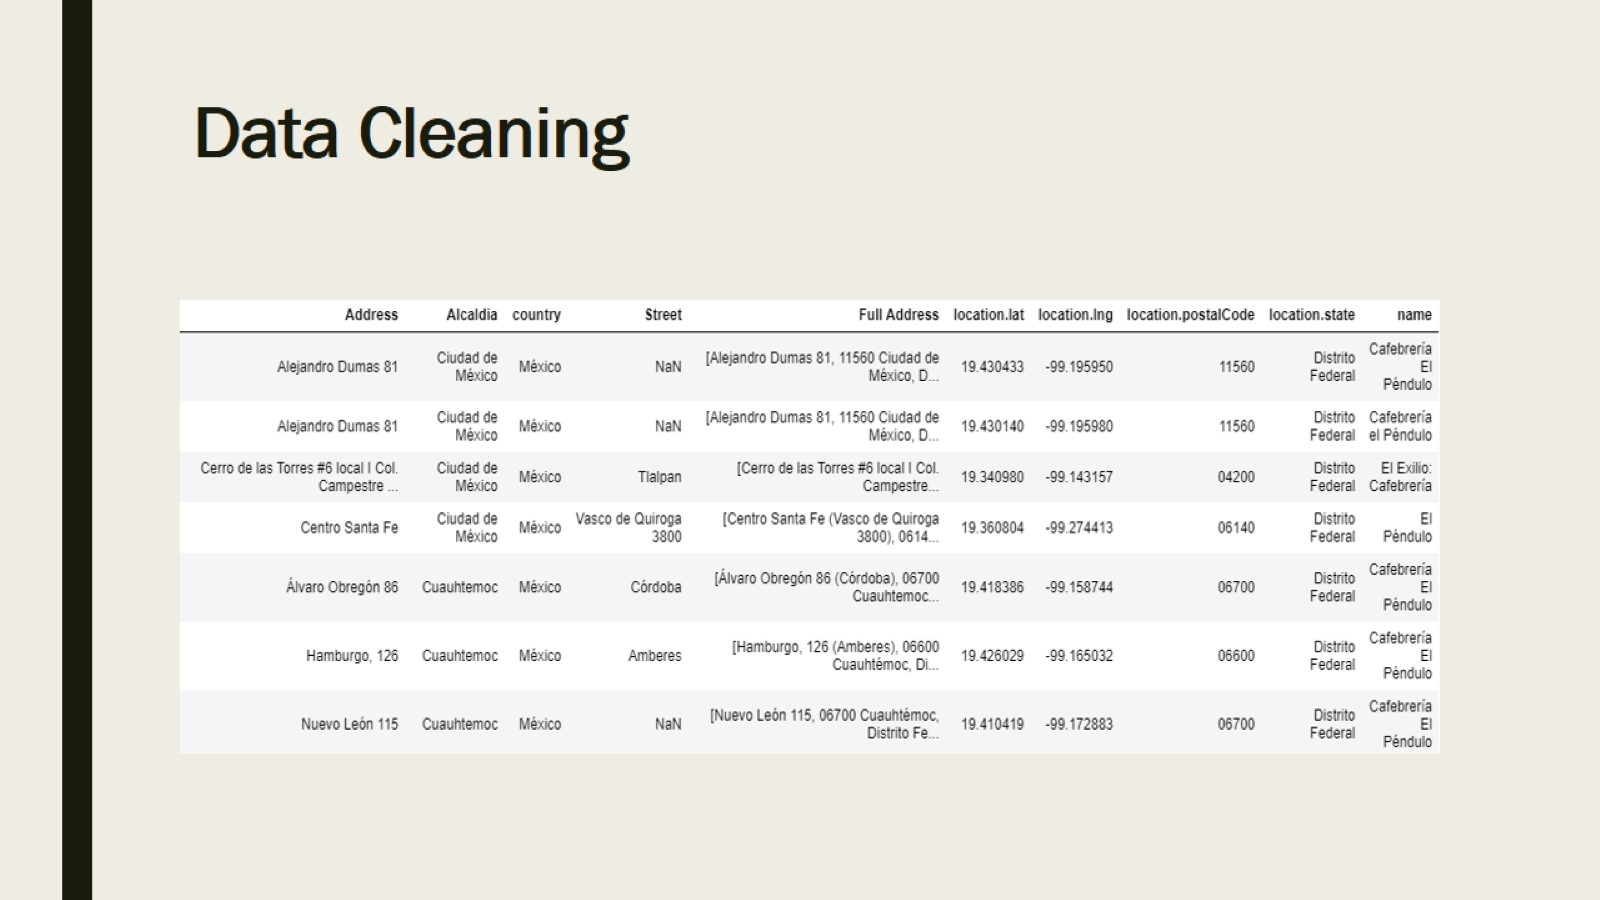 Data Cleaning
Address Alcaldia country Street Full Address location.lat location.lng location.postalCode location.state name
Alejandro Dumas 81 Ciudad de México México NaN [Alejandro Dumas 81, 11560 Ciudad de México, D... 19.430433 -99.195950 11560 Distrito Federal Cafebrería El Péndulo
Alejandro Dumas 81 Ciudad de México México NaN [Alejandro Dumas 81, 11560 Ciudad de México, D... 19.430140 -99.195980 11560 Distrito Federal Cafebrería el Péndulo
Cerro de las Torres #6 local I Col. Campestre ... Ciudad de México México Tlalpan [Cerro de las Torres #6 local I Col. Campestre... 19.340980 -99.143157 04200 Distrito Federal El Exilio: Cafebrería
Centro Santa Fe Ciudad de México México Vasco de Quiroga 3800 [Centro Santa Fe (Vasco de Quiroga 3800), 0614... 19.360804 -99.274413 06140 Distrito Federal El Péndulo
Álvaro Obregón 86 Cuauhtemoc México Córdoba [Álvaro Obregón 86 (Córdoba), 06700 Cuauhtemoc... 19.418386 -99.158744 06700 Distrito Federal Cafebrería El Péndulo
Hamburgo, 126 Cuauhtemoc México Amberes [Hamburgo, 126 (Amberes), 06600 Cuauhtémoc, Di... 19.426029 -99.165032 06600 Distrito Federal Cafebrería El Péndulo
Nuevo León 115 Cuauhtemoc México NaN [Nuevo León 115, 06700 Cuauhtémoc, Distrito Fe... 19.410419 -99.172883 06700 Distrito Federal Cafebrería El Péndulo